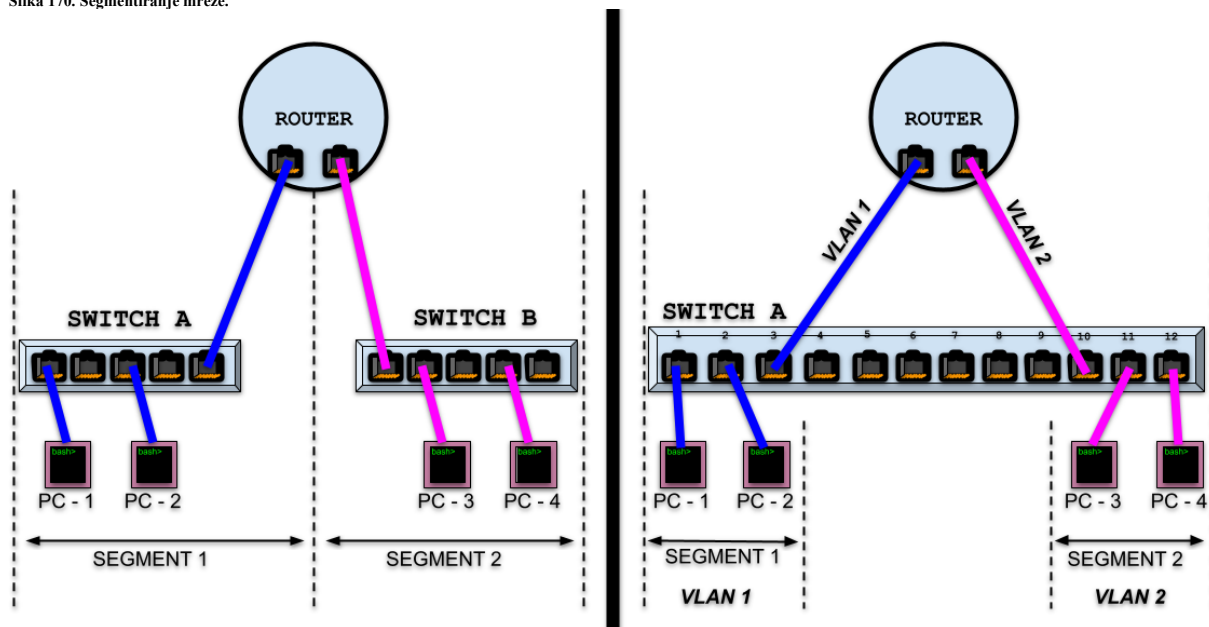 Slika 170. Segmentiranje mreže.
ROUTER
SWITCH A
SWITCH B
bash>
bash>
bash>
bash>
PC - 1
PC - 2
PC - 3
PC - 4
SEGMENT 1
SEGMENT 2
ROUTER
VLAN 1
VLAN 2
SWITCH A
1 2 3 4 5 6 7 8 9 10 11 12
bash>
bash>
bash>
bash>
PC - 1
PC - 2
PC - 3
PC - 4
SEGMENT 1
SEGMENT 2
VLAN 1
VLAN 2